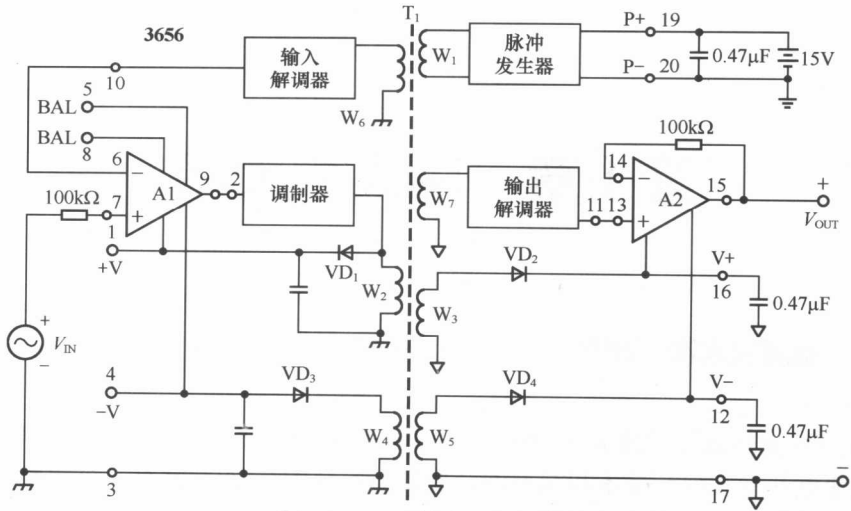 3656
T1
输入
解调器
W6
W1
脉冲
发生器
P+ 19
P− 20
0.47μF
15V
10
5
BAL
BAL
8
6
−
A1
9 2
调制器
100kΩ
7
+
1
+V
VD1
W2
W7
输出
解调器
11 13
14
−
A2
+
100kΩ
15
+
VOUT
VD2
W3
V+
16
0.47μF
+
VIN
−
4
−V
VD3
W4
W5
VD4
V−
12
0.47μF
3
17
−